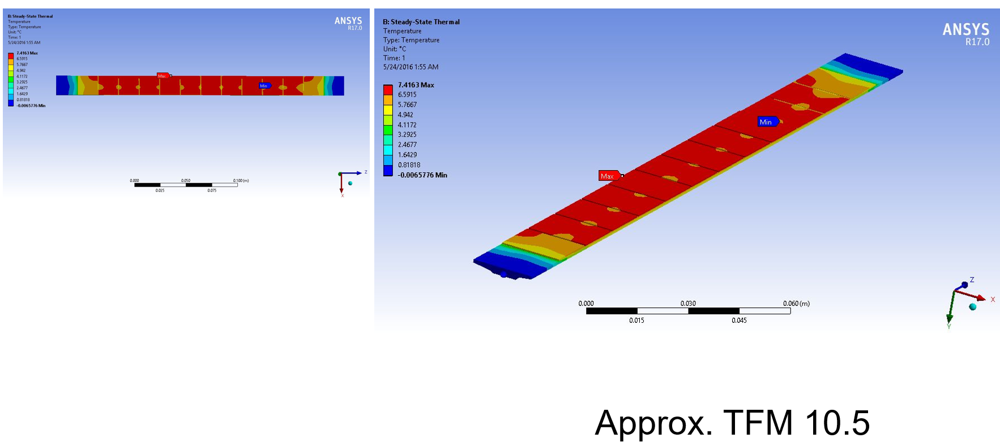 B: Steady-State Thermal
Temperature
Type: Temperature
Unit: °C
Time: 1
5/24/2016 1:55 AM
ANSYS
R17.0
7.4163 Max
6.5915
5.7667
4.942
4.1172
3.2925
2.4677
1.6429
0.81818
-0.0065776 Min
Max
Min
0.000 0.050 0.100 (m)
0.025 0.075
Z
X
B: Steady-State Thermal
Temperature
Type: Temperature
Unit: °C
Time: 1
5/24/2016 1:55 AM
ANSYS
R17.0
7.4163 Max
6.5915
5.7667
4.942
4.1172
3.2925
2.4677
1.6429
0.81818
-0.0065776 Min
Min
Max
0.000 0.030 0.060 (m)
0.015 0.045
Z
X
Y
Approx. TFM 10.5